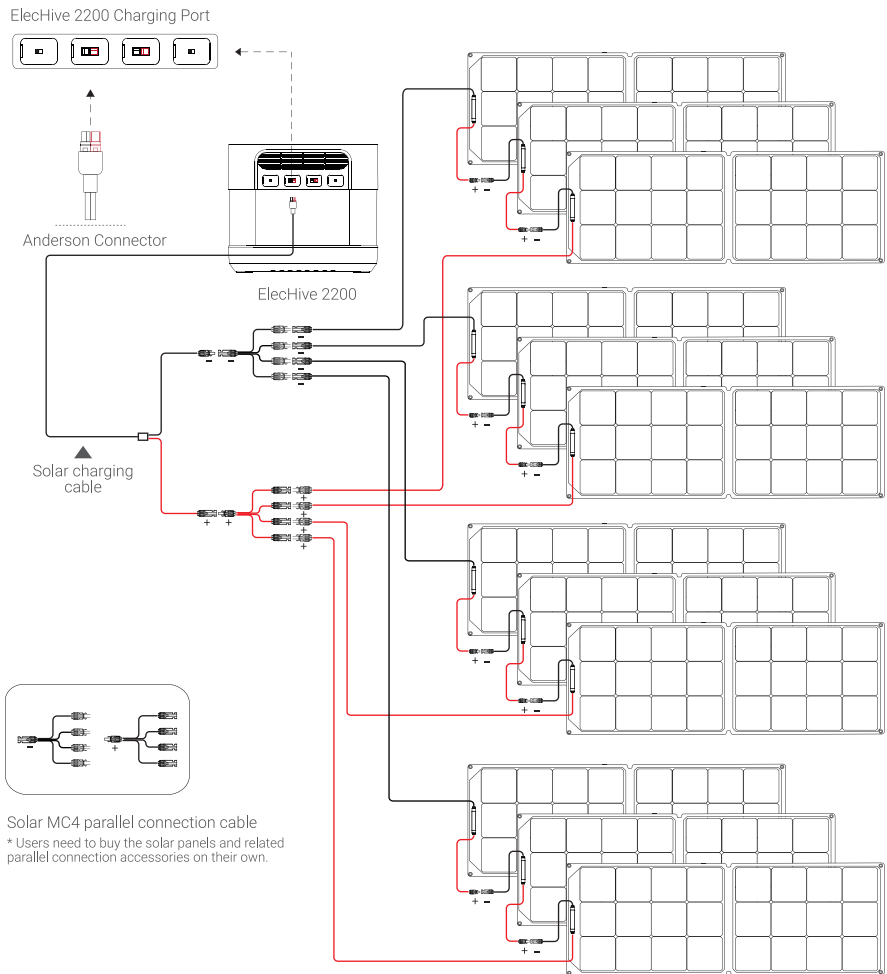 ElecHive 2200 Charging Port
Anderson Connector
ElecHive 2200
+ −
+ −
− −
−
−
−
−
Solar charging
cable
+ −
+ −
+ +
+
+
+
+
+ −
+ −
− +
+ −
+ −
Solar MC4 parallel connection cable
* Users need to buy the solar panels and related
parallel connection accessories on their own.